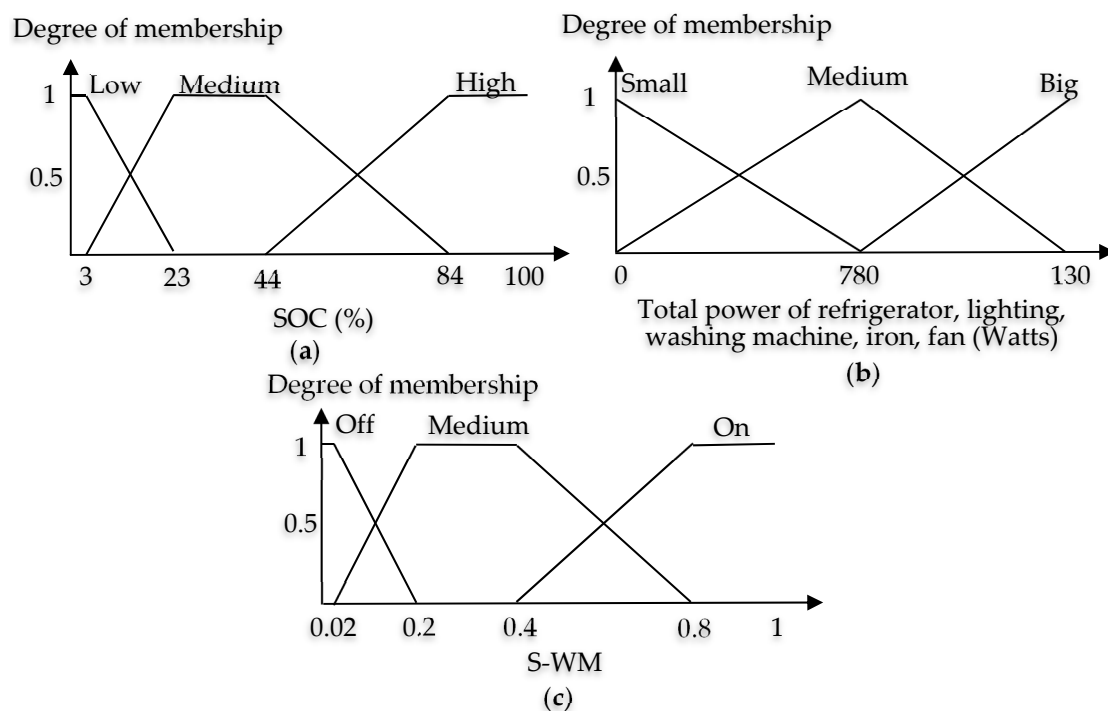 Degree of membership
Low Medium High
1
0.5
3 23 44 84 100
SOC (%)
(a)
Degree of membership
Small Medium Big
1
0.5
0 780 130
Total power of refrigerator, lighting,
washing machine, iron, fan (Watts)
(b)
Degree of membership
Off Medium On
1
0.5
0.02 0.2 0.4 0.8 1
S-WM
(c)